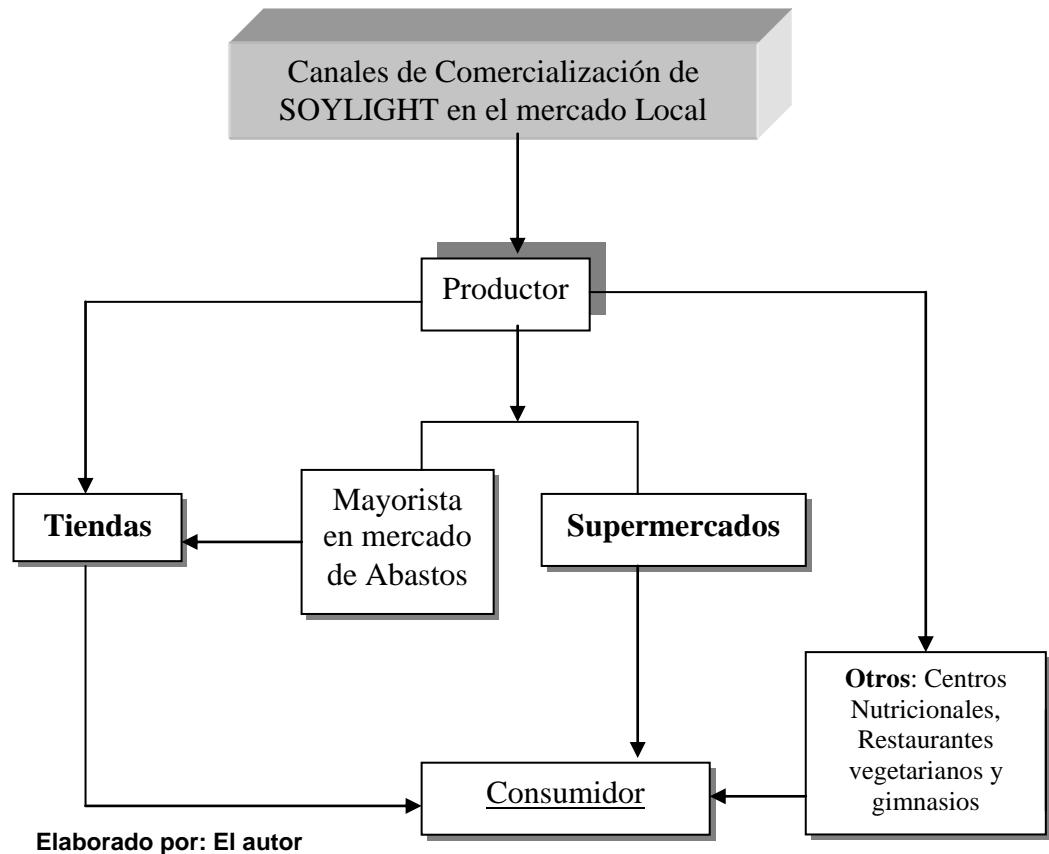 Canales de Comercialización de
SOYLIGHT en el mercado Local
Productor
Tiendas
Mayorista
en mercado
de Abastos
Supermercados
Otros: Centros
Nutricionales,
Restaurantes
vegetarianos y
gimnasios
Consumidor
Elaborado por: El autor